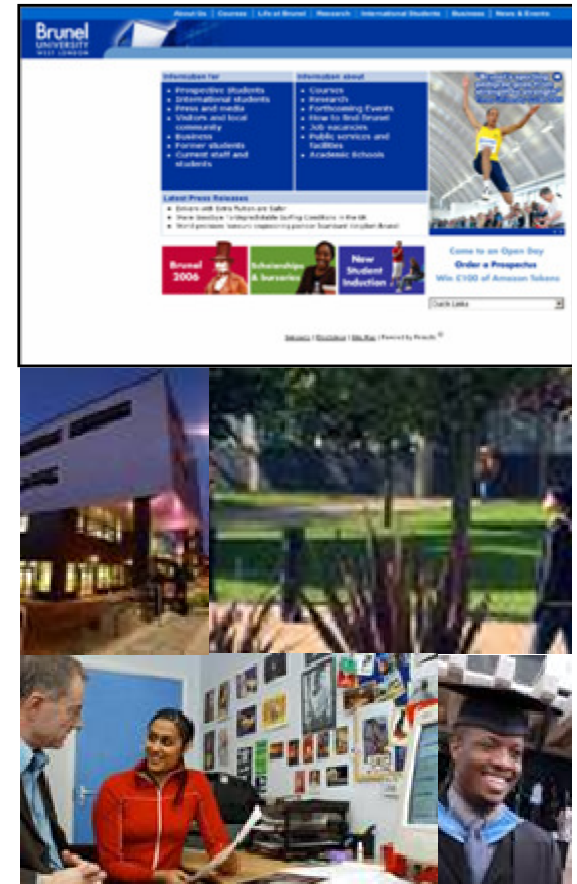 About Us | Courses | Life at Brunel | Research | International Students | Business | News & Events
Brunel
UNIVERSITY
WEST LONDON
Information for
• Prospective Students
• International students
• Press and media
• Visitors and local
community
• Business
• Former students
• Current staff and
students
Information about
• Courses
• Research
• Forthcoming Events
• How to find Brunel
• Job vacancies
• Public services and
facilities
• Academic Schools
Latest Press Releases
Brunel
2006
Scholarships
& bursaries
New
Student
Induction
Come to an Open Day
Order a Prospectus
Win £100 of Amazon Tokens
Quick Links